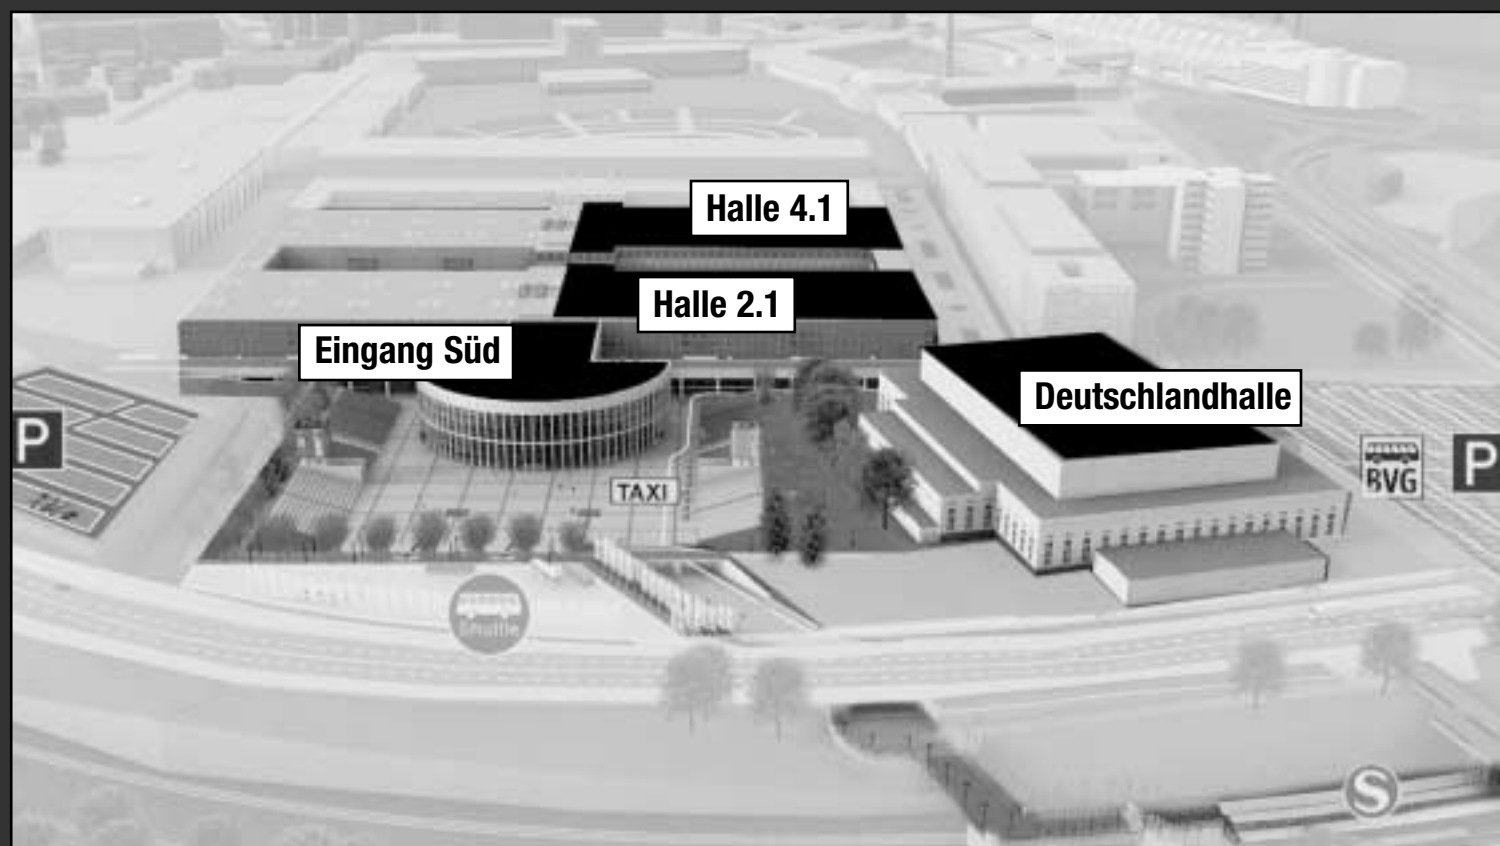 Halle 4.1
Halle 2.1
Eingang Süd
Deutschlandhalle
P
BVG
P
TAXI
Shuttle
S